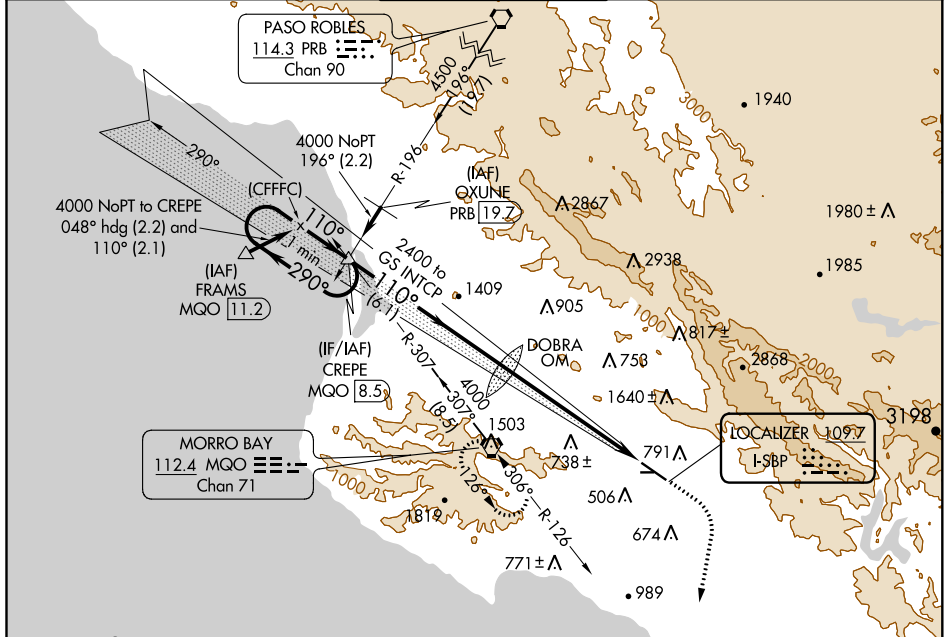 PASO ROBLES
114.3 PRB
Chan 90
4500
196°
(19.7)
3000
1940
290°
4000 NoPT
196° (2.2)
R-196
(IAF)
OXUNE
PRB 19.7
2867
1980 ±
(CFFFC)
4000 NoPT to CREPE
048° hdg (2.2) and
110° (2.1)
110°
1 min
290°
2400 to
GS INTCP
110°
(6.1)
2938
1985
(IAF)
FRAMS
MQO 11.2
1409
905
1000
817 ±
(IF/IAF)
CREPE
MQO 8.5
R-307
307°
4000
(8.5)
DOBRA
OM
753
2868
2000
1640 ±
3198
MORRO BAY
112.4 MQO
Chan 71
1503
738 ±
791
LOCALIZER 109.7
I-SBP
1000
126°
306°
R-126
1819
506
674
771 ±
989